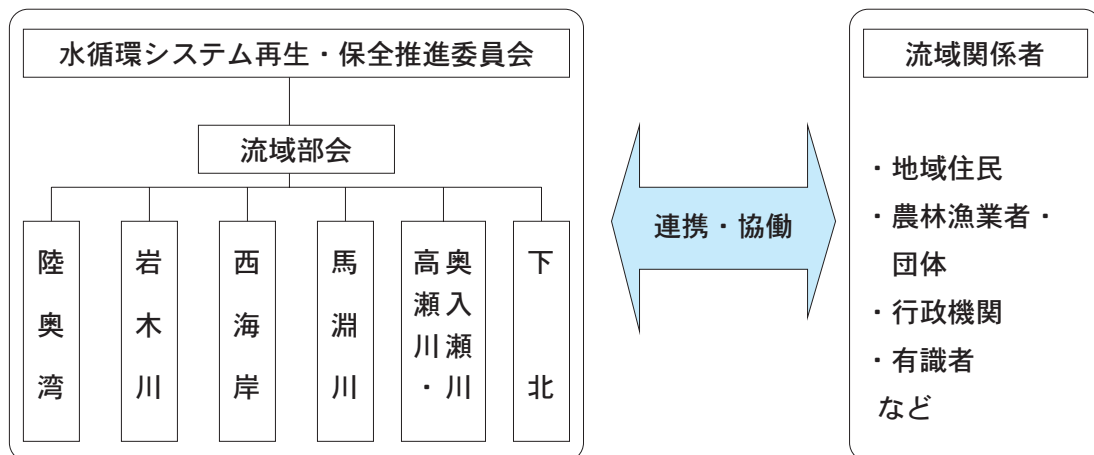 水循環システム再生・保全推進委員会
流域部会
陸奥湾
岩木川
西海岸
馬淵川
高瀬川・
奥入瀬川
下北
連携・協働
流域関係者
・地域住民
・農林漁業者・
団体
・行政機関
・有識者
など